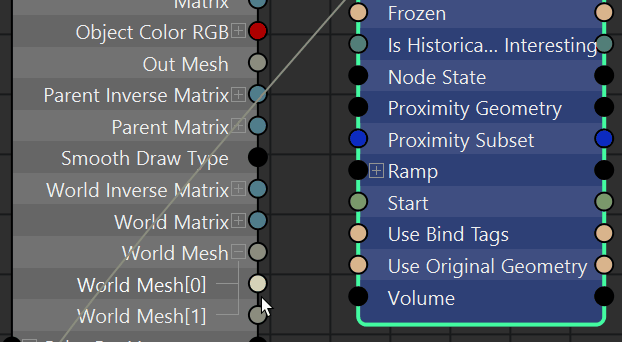 Matrix
Object Color RGB
Out Mesh
Parent Inverse Matrix
Parent Matrix
Smooth Draw Type
World Inverse Matrix
World Matrix
World Mesh
World Mesh[0]
World Mesh[1]
Frozen
Is Historica... Interesting
Node State
Proximity Geometry
Proximity Subset
Ramp
Start
Use Bind Tags
Use Original Geometry
Volume